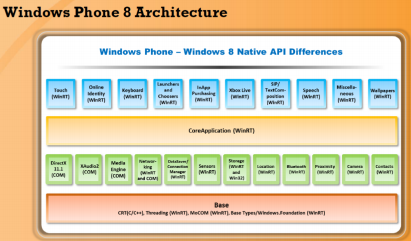 Windows Phone 8 Architecture
Windows Phone – Windows 8 Native API Differences
Touch
(WinRT)
Online
Identity
(WinRT)
Keyboard
(WinRT)
Launchers
and
Choosers
(WinRT)
InApp
Purchasing
(WinRT)
Xbox Live
(WinRT)
SIP/
TextCom-
position
(WinRT)
Speech
(WinRT)
Miscella-
neous
(WinRT)
Wallpapers
(WinRT)
CoreApplication (WinRT)
DirectX
11.1
(COM)
XAudio2
(COM)
Media
Engine
(COM)
Network-
king
(WinRT
and COM)
DataSense/
Connection
Manager
(WinRT)
Sensors
(WinRT)
Storage
(WinRT
and
Win32)
Location
(WinRT)
Bluetooth
(WinRT)
Proximity
(WinRT)
Camera
(WinRT)
Contacts
(WinRT)
Base
CRT(C/C++), Threading (WinRT), MoCOM (WinRT), Base Types/Windows.Foundation (WinRT)